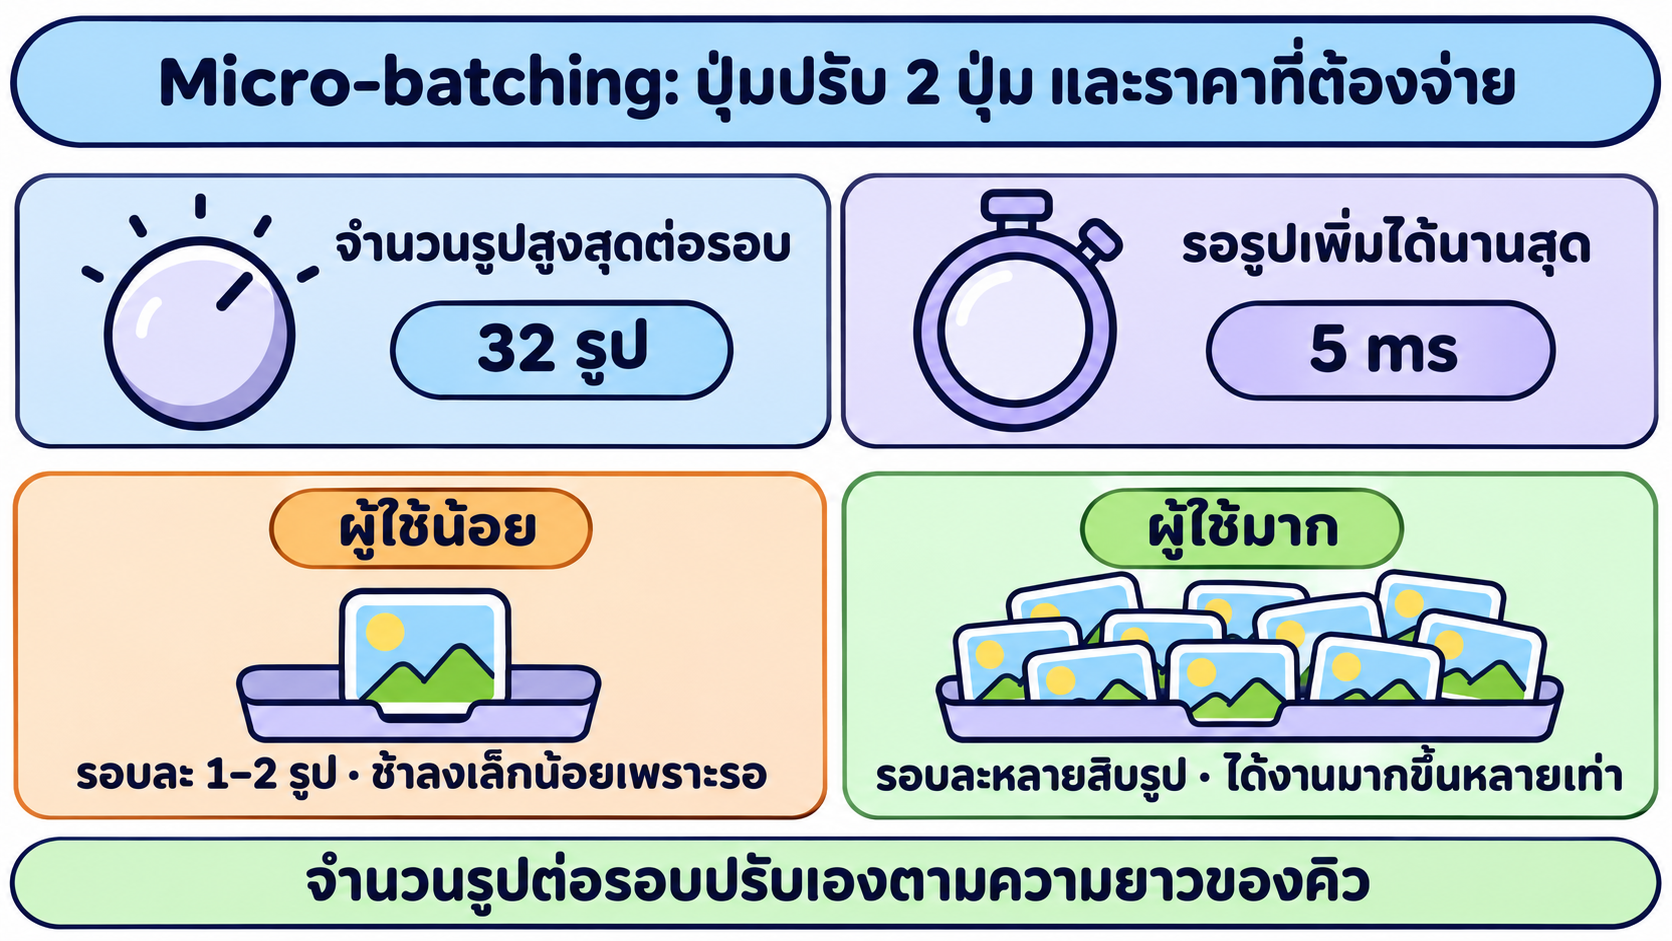 Micro-batching: ปุ่มปรับ 2 ปุ่ม และราคาที่ต้องจ่าย
จำนวนรูปสูงสุดต่อรอบ
32 รูป
รอรูปเพิ่มได้นานสุด
5 ms
ผู้ใช้น้อย
รอบละ 1–2 รูป · ช้าลงเล็กน้อยเพราะรอ
ผู้ใช้มาก
รอบละหลายสิบรูป · ได้งานมากขึ้นหลายเท่า
จำนวนรูปต่อรอบปรับเองตามความยาวของคิว